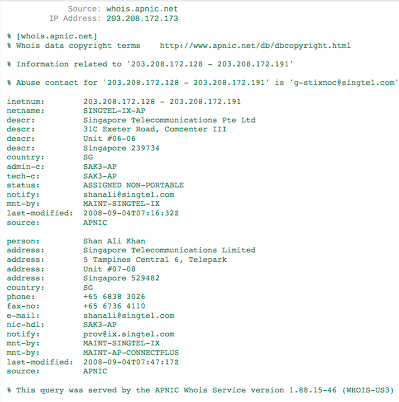 Source: whois.apnic.net
IP Address: 203.208.172.173
% [whois.apnic.net]
% Whois data copyright terms    http://www.apnic.net/db/dbcopyright.html
% Information related to '203.208.172.128 - 203.208.172.191'
% Abuse contact for '203.208.172.128 - 203.208.172.191' is 'g-stixnoc@singtel.com'
inetnum:        203.208.172.128 - 203.208.172.191
netname:        SINGTEL-IX-AP
descr:          Singapore Telecommunications Pte Ltd
descr:          31C Exeter Road, Comcenter III
descr:          Unit #06-06
descr:          Singapore 239734
country:        SG
admin-c:        SAK3-AP
tech-c:         SAK3-AP
status:         ASSIGNED NON-PORTABLE
notify:         shanali@singtel.com
mnt-by:         MAINT-SINGTEL-IX
last-modified:  2008-09-04T07:16:32Z
source:         APNIC
person:         Shan Ali Khan
address:        Singapore Telecommunications Limited
address:        5 Tampines Central 6, Telepark
address:        Unit #07-08
address:        Singapore 529482
country:        SG
phone:          +65 6838 3026
fax-no:         +65 6736 4110
e-mail:         shanali@singtel.com
nic-hdl:        SAK3-AP
notify:         prov@ix.singtel.com
mnt-by:         MAINT-SINGTEL-IX
mnt-by:         MAINT-AP-CONNECTPLUS
last-modified:  2008-09-04T07:47:17Z
source:         APNIC
% This query was served by the APNIC Whois Service version 1.88.15-46 (WHOIS-US3)